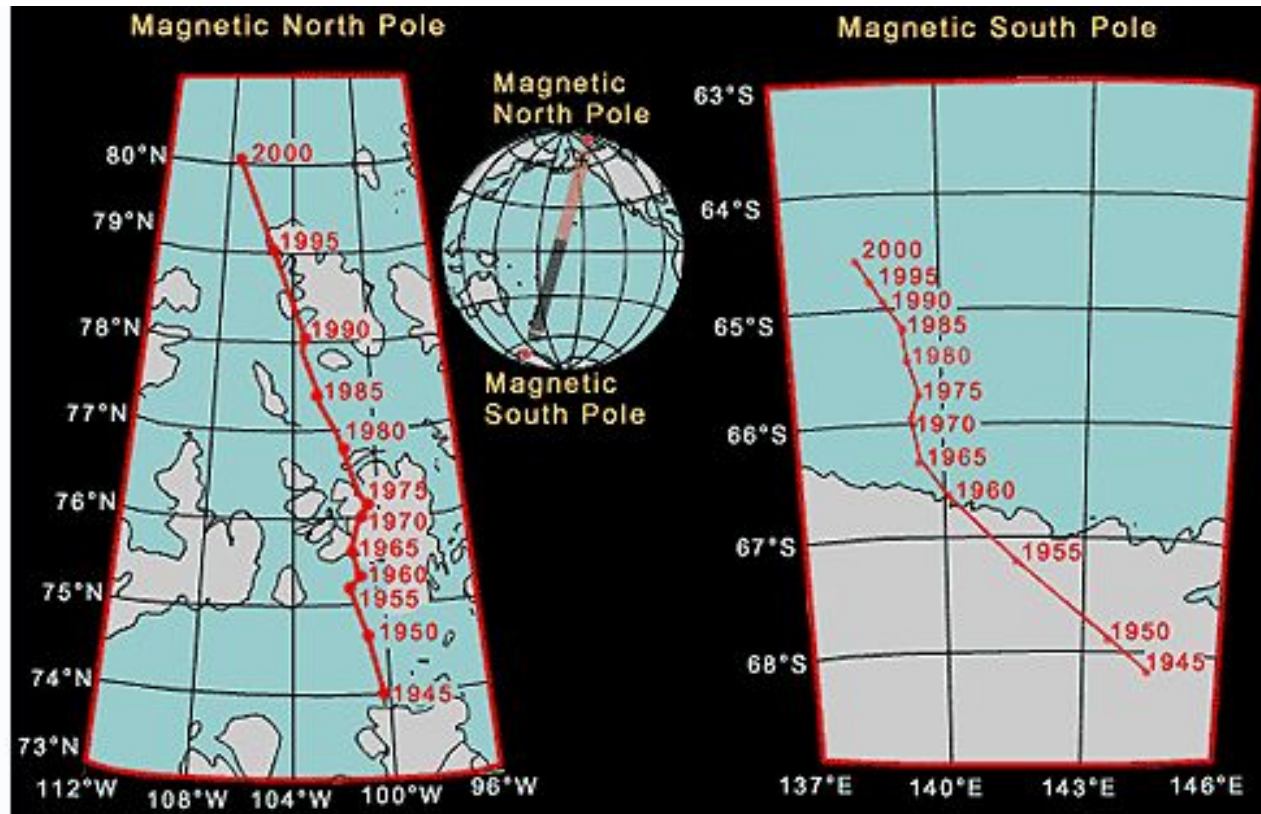 Magnetic North Pole
80°N
79°N
78°N
77°N
76°N
75°N
74°N
73°N
112°W
108°W
104°W
100°W
96°W
2000
1995
1990
1985
1980
1975
1970
1965
1960
1955
1950
1945
Magnetic
North Pole
Magnetic
South Pole
Magnetic South Pole
63°S
64°S
65°S
66°S
67°S
68°S
137°E
140°E
143°E
146°E
2000
1995
1990
1985
1980
1975
1970
1965
1960
1955
1950
1945